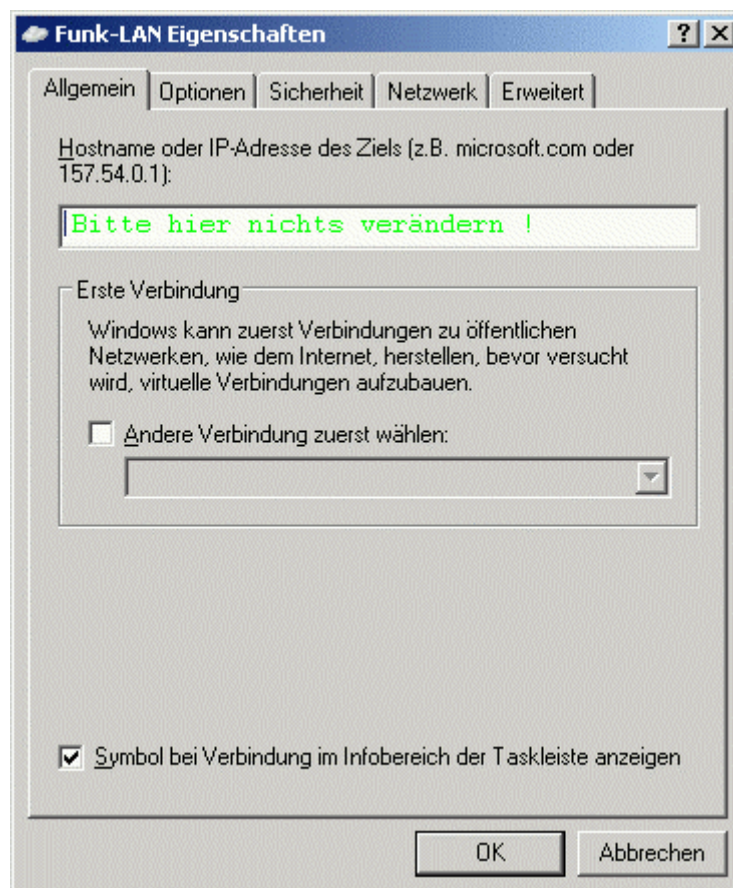 Funk-LAN Eigenschaften
Allgemein Optionen Sicherheit Netzwerk Erweitert
Hostname oder IP-Adresse des Ziels (z.B. microsoft.com oder
157.54.0.1):
Bitte hier nichts verändern !
Erste Verbindung
Windows kann zuerst Verbindungen zu öffentlichen
Netzwerken, wie dem Internet, herstellen, bevor versucht
wird, virtuelle Verbindungen aufzubauen.
Andere Verbindung zuerst wählen:
Symbol bei Verbindung im Infobereich der Taskleiste anzeigen
OK Abbrechen